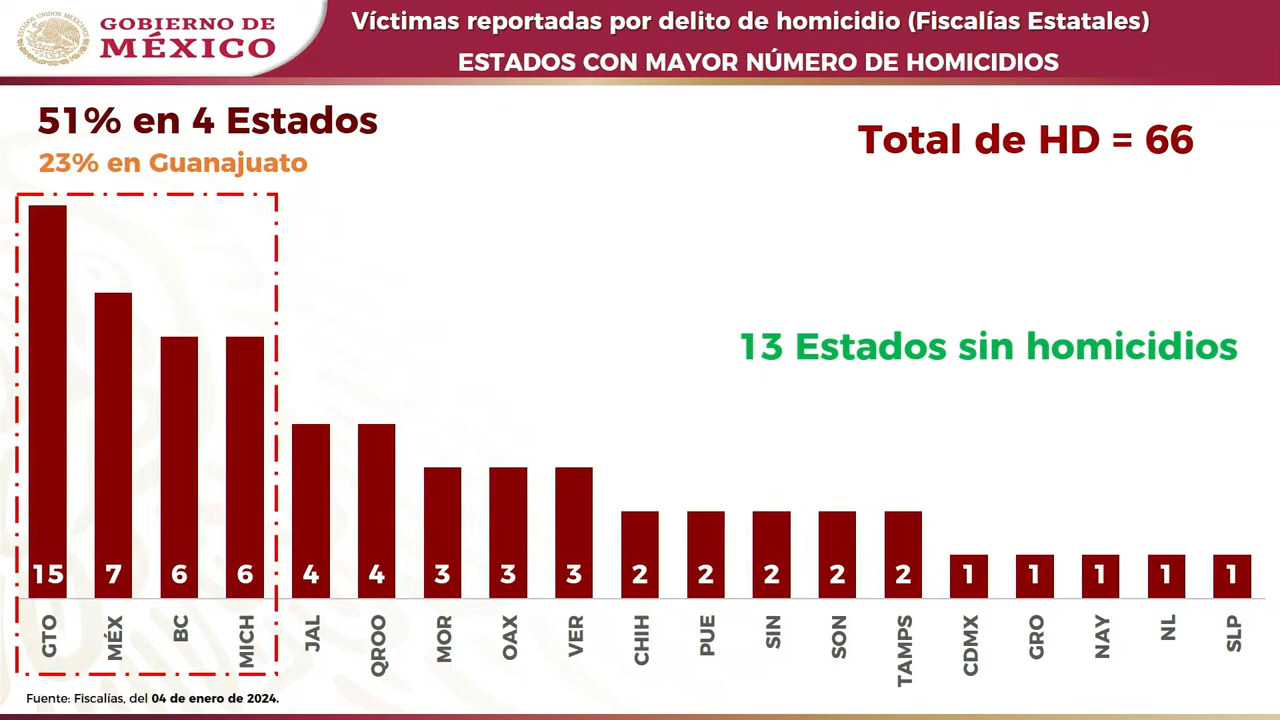 GOBIERNO DE
MÉXICO
Víctimas reportadas por delito de homicidio (Fiscalías Estatales)
ESTADOS CON MAYOR NÚMERO DE HOMICIDIOS
51% en 4 Estados
23% en Guanajuato
Total de HD = 66
13 Estados sin homicidios
15 7 6 6 4 4 3 3 3 2 2 2 2 2 1 1 1 1 1
GTO MÉX BC MICH JAL QROO MOR OAX VER CHIH PUE SIN SON TAMPS CDMX GRO NAY NL SLP
Fuente: Fiscalías, del 04 de enero de 2024.